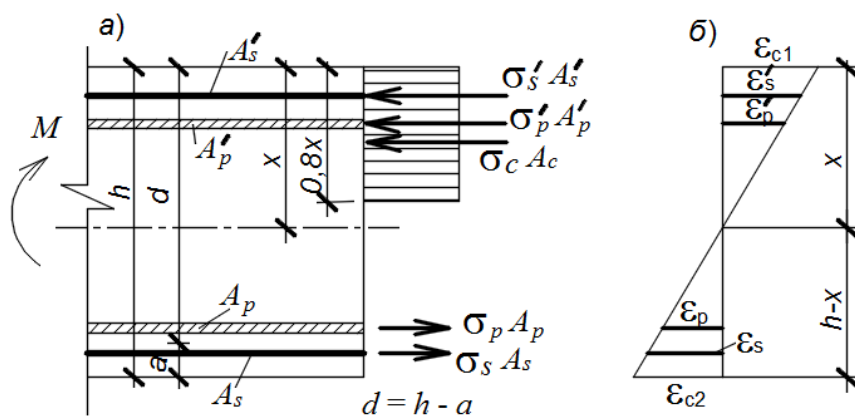 а)
A's
σ's A's
σ'p A'p
σc Ac
M
A'p
h
d
x
0,8x
Ap
a
As
σp Ap
σs As
d = h - a
б)
εc1
ε's
ε'p
x
εp
εs
h-x
εc2